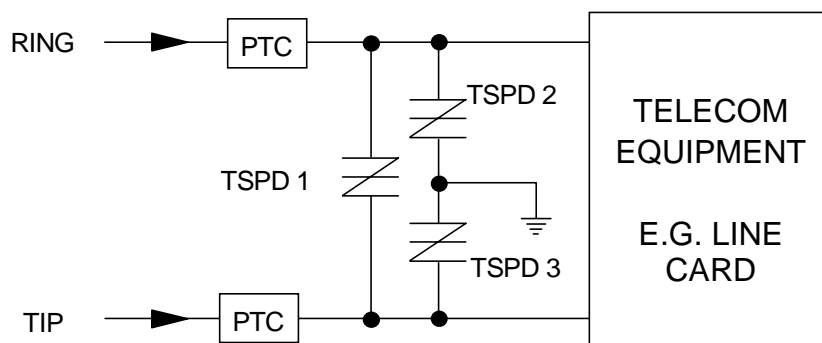 RING
PTC
TSPD 2
TSPD 1
TSPD 3
TIP
PTC
TELECOM
EQUIPMENT
E.G. LINE
CARD